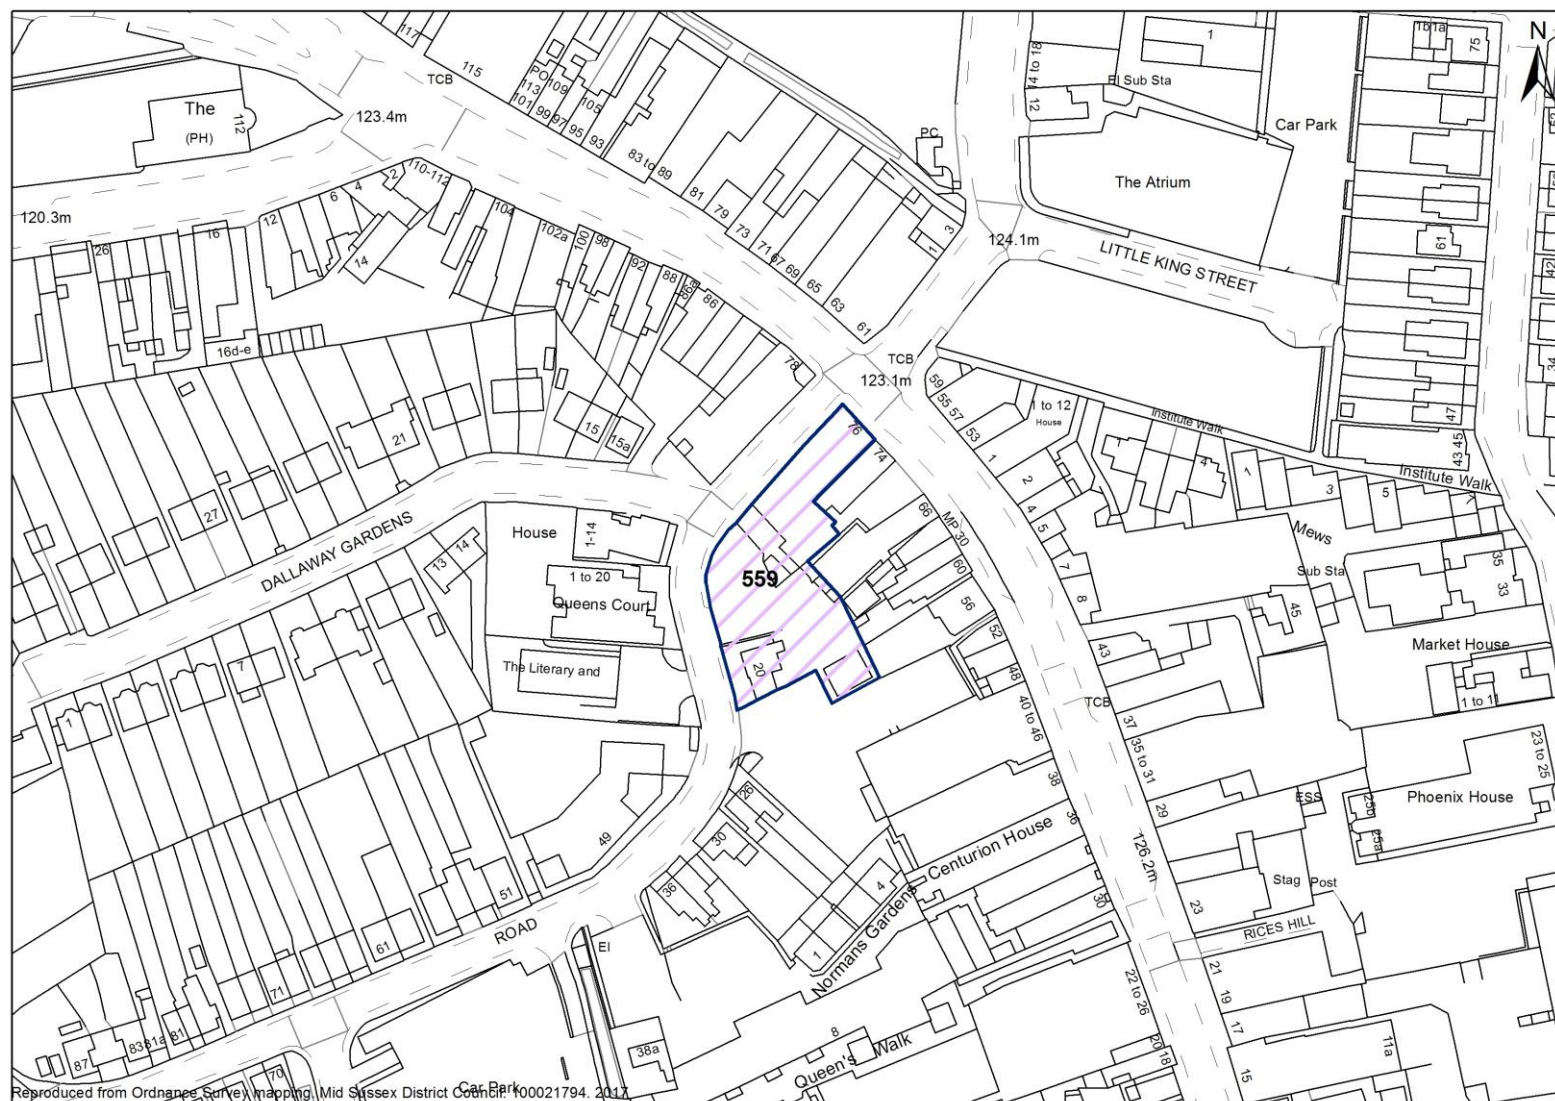 117
TCB
115
PO
113
109
101
99
97
105
95
93
83 to 89
81
79
73
71
67
69
65
63
61
The
(PH)
112
123.4m
120.3m
110-112
2
4
6
12
14
16
26
16d-e
104
102a
100
98
92
88
86a
86
78
PC
1
3
14 to 18
12
El Sub Sta
1
1b
1a
75
N
Car Park
The Atrium
124.1m
LITTLE KING STREET
61
47
45
43
42
34
TCB
123.1m
59
55
57
53
1
1 to 12
House
Institute Walk
Institute Walk
1
4
1
3
5
7
Mews
Sub Sta
35
33
45
Market House
1 to 11
23 to 25
Phoenix House
25b
25a
ESS
76
74
66
MP 30
60
56
52
48
40 to 46
38
36
30
2
4
5
7
8
43
TCB
37
35 to 31
29
126.2m
23
Stag
Post
RICES HILL
21
19
17
15
11a
22 to 26
20
18
559
20
15
15a
21
27
DALLAWAY GARDENS
13
14
House
1-14
1 to 20
Queens Court
The Literary and
7
1
49
51
61
71
81
81a
83
87
70
ROAD
El
26
30
36
1
4
Normans Gardens
Centurion House
8
Queen's Walk
38a
Car Park
Reproduced from Ordnance Survey mapping. Mid Sussex District Council. 100021794. 2017